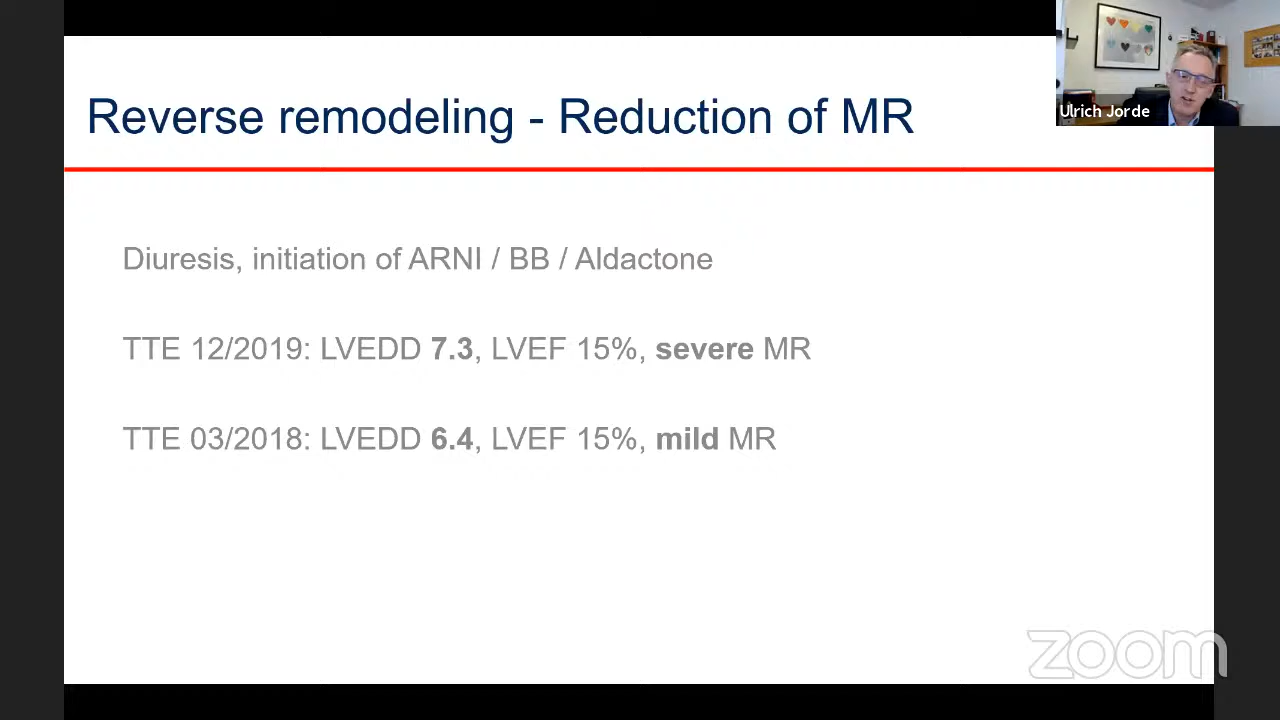 Reverse remodeling - Reduction of MR
Ulrich Jorde
Diuresis, initiation of ARNI / BB / Aldactone
TTE 12/2019: LVEDD 7.3, LVEF 15%, severe MR
TTE 03/2018: LVEDD 6.4, LVEF 15%, mild MR
zoom